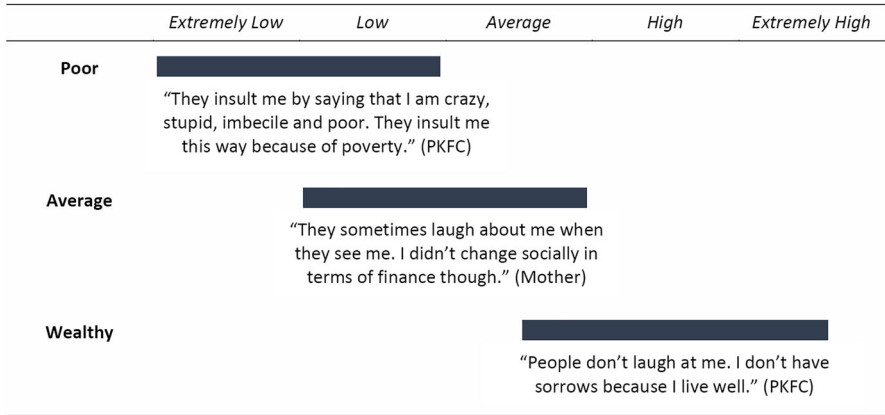 Extremely Low Low Average High Extremely High
Poor
“They insult me by saying that I am crazy,
stupid, imbecile and poor. They insult me
this way because of poverty.” (PKFC)
Average
“They sometimes laugh about me when
they see me. I didn’t change socially in
terms of finance though.” (Mother)
Wealthy
“People don’t laugh at me. I don’t have
sorrows because I live well.” (PKFC)